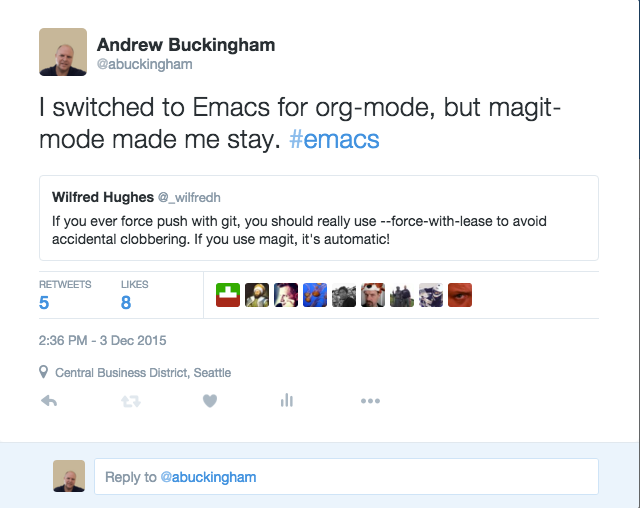 Andrew Buckingham
@abuckingham
I switched to Emacs for org-mode, but magit-
mode made me stay. #emacs
Wilfred Hughes @_wilfredh
If you ever force push with git, you should really use --force-with-lease to avoid
accidental clobbering. If you use magit, it's automatic!
RETWEETS LIKES
5 8
2:36 PM - 3 Dec 2015
Central Business District, Seattle
Reply to @abuckingham